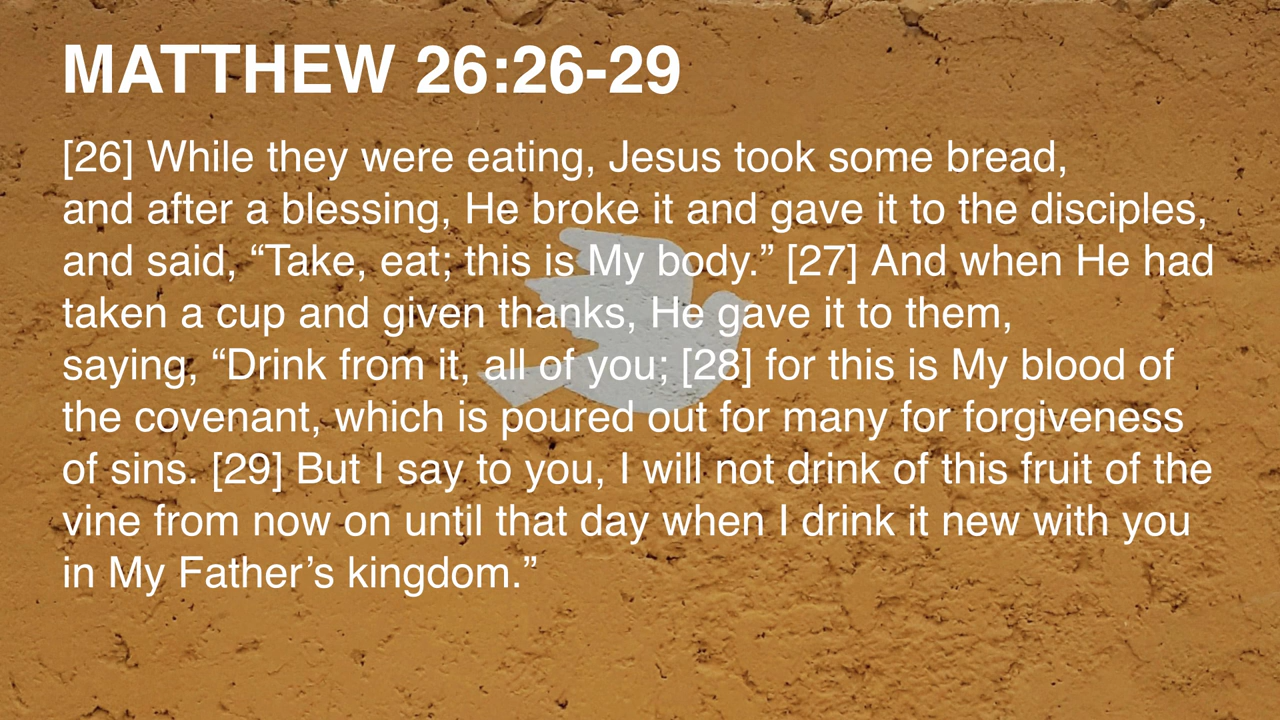 MATTHEW 26:26-29
[26] While they were eating, Jesus took some bread,
and after a blessing, He broke it and gave it to the disciples,
and said, “Take, eat; this is My body.” [27] And when He had
taken a cup and given thanks, He gave it to them,
saying, “Drink from it, all of you; [28] for this is My blood of
the covenant, which is poured out for many for forgiveness
of sins. [29] But I say to you, I will not drink of this fruit of the
vine from now on until that day when I drink it new with you
in My Father’s kingdom.”